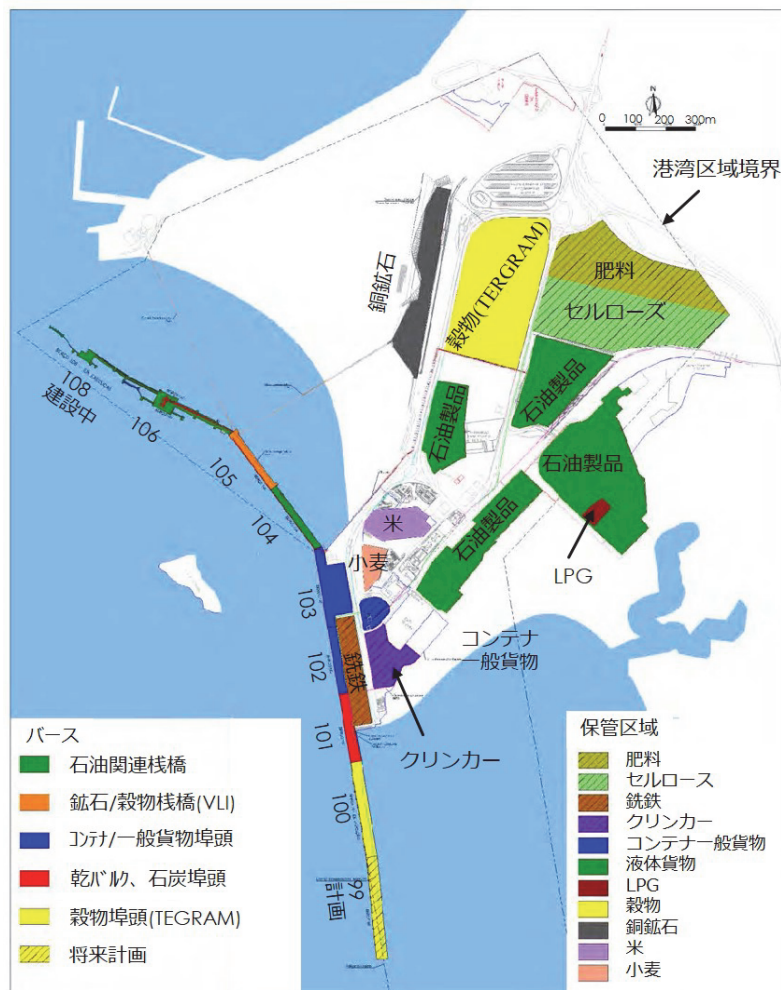 N
0 100 200 300m
港湾区域境界
銅鉱石
穀物(TERGRAM)
肥料
セルローズ
石油製品
石油製品
石油製品
石油製品
LPG
米
小麦
コンテナ
一般貨物
クリンカー
銑鉄
108
建設中
106
105
104
103
102
101
100
99
計画
バース
石油関連桟橋
鉱石/穀物桟橋(VLI)
コンテナ/一般貨物埠頭
乾バルク、石炭埠頭
穀物埠頭(TEGRAM)
将来計画
保管区域
肥料
セルロース
銑鉄
クリンカー
コンテナ一般貨物
液体貨物
LPG
穀物
銅鉱石
米
小麦